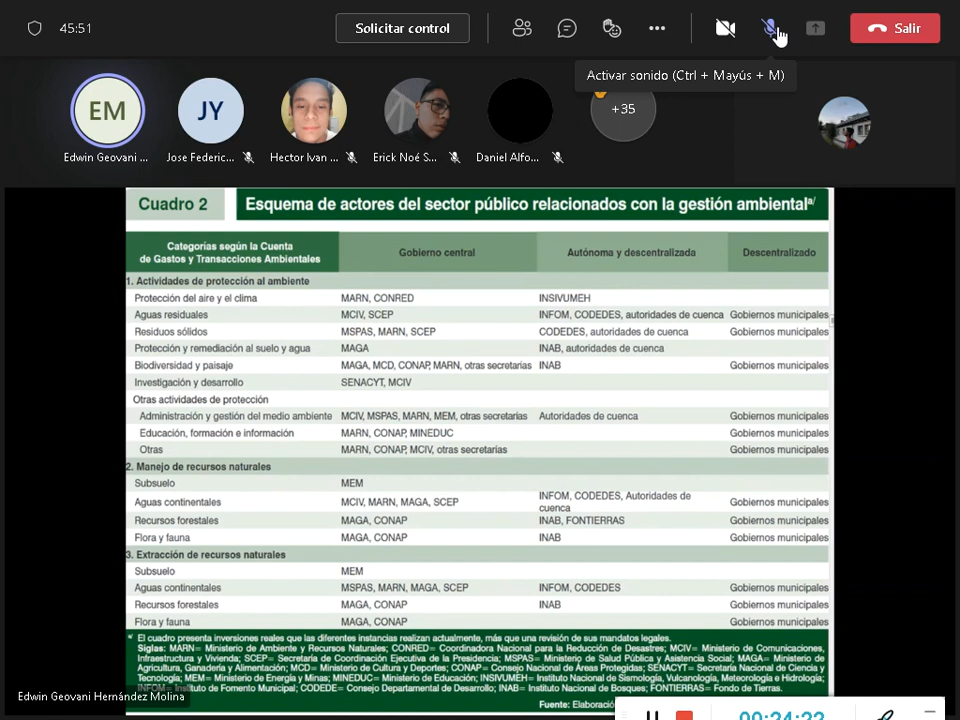 45:51
Solicitar control
Salir
Activar sonido (Ctrl + Mayús + M)
EM
JY
+35
Edwin Geovani ...
Jose Federic...
Hector Ivan ...
Erick Noé S...
Daniel Alfo...
Cuadro 2
Esquema de actores del sector público relacionados con la gestión ambientala/
Categorías según la Cuenta
de Gastos y Transacciones Ambientales
Gobierno central
Autónoma y descentralizada
Descentralizado
1. Actividades de protección al ambiente
Protección del aire y el clima MARN, CONRED INSIVUMEH
Aguas residuales MCIV, SCEP INFOM, CODEDES, autoridades de cuenca Gobiernos municipales
Residuos sólidos MSPAS, MARN, SCEP CODEDES, autoridades de cuenca Gobiernos municipales
Protección y remediación al suelo y agua MAGA INAB, autoridades de cuenca
Biodiversidad y paisaje MAGA, MCD, CONAP, MARN, otras secretarías INAB Gobiernos municipales
Investigación y desarrollo SENACYT, MCIV
Otras actividades de protección
Administración y gestión del medio ambiente MCIV, MSPAS, MARN, MEM, otras secretarías Autoridades de cuenca Gobiernos municipales
Educación, formación e información MARN, CONAP, MINEDUC Gobiernos municipales
Otras MARN, CONAP, MCIV, otras secretarías Gobiernos municipales
2. Manejo de recursos naturales
Subsuelo MEM
Aguas continentales MCIV, MARN, MAGA, SCEP INFOM, CODEDES, Autoridades de
cuenca Gobiernos municipales
Recursos forestales MAGA, CONAP INAB, FONTIERRAS Gobiernos municipales
Flora y fauna MAGA, CONAP INAB Gobiernos municipales
3. Extracción de recursos naturales
Subsuelo MEM
Aguas continentales MSPAS, MARN, MAGA, SCEP INFOM, CODEDES Gobiernos municipales
Recursos forestales MAGA, CONAP INAB Gobiernos municipales
Flora y fauna MAGA, CONAP Gobiernos municipales
a/ El cuadro presenta inversiones reales que las diferentes instancias realizan actualmente, más que una revisión de sus mandatos legales.
Siglas: MARN= Ministerio de Ambiente y Recursos Naturales; CONRED= Coordinadora Nacional para la Reducción de Desastres; MCIV= Ministerio de Comunicaciones,
Infraestructura y Vivienda; SCEP= Secretaría de Coordinación Ejecutiva de la Presidencia; MSPAS= Ministerio de Salud Pública y Asistencia Social; MAGA= Ministerio de
Agricultura, Ganadería y Alimentación; MCD= Ministerio de Cultura y Deportes; CONAP= Consejo Nacional de Áreas Protegidas; SENACYT= Secretaría Nacional de Ciencia y
Tecnología; MEM= Ministerio de Energía y Minas; MINEDUC= Ministerio de Educación; INSIVUMEH= Instituto Nacional de Sismología, Vulcanología, Meteorología e Hidrología;
INFOM= Instituto de Fomento Municipal; CODEDE= Consejo Departamental de Desarrollo; INAB= Instituto Nacional de Bosques; FONTIERRAS= Fondo de Tierras.
Edwin Geovani Hernández Molina
Fuente: Elaboració
00:24:22